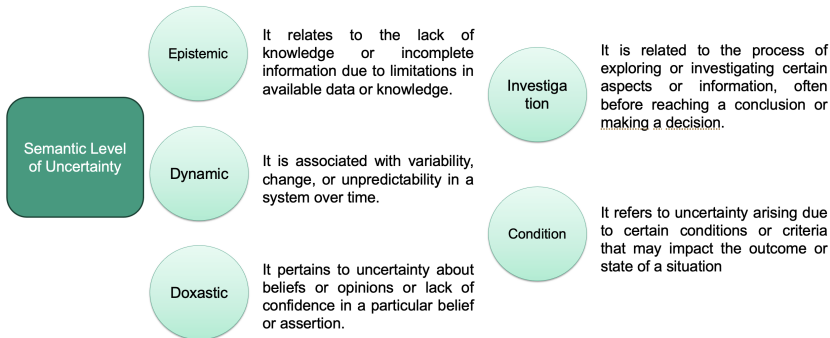 Semantic Level
of Uncertainty
Epistemic
It relates to the lack of
knowledge or incomplete
information due to limitations in
available data or knowledge.
Dynamic
It is associated with variability,
change, or unpredictability in a
system over time.
Doxastic
It pertains to uncertainty about
beliefs or opinions or lack of
confidence in a particular belief
or assertion.
Investiga
tion
It is related to the process of
exploring or investigating certain
aspects or information, often
before reaching a conclusion or
making a decision.
Condition
It refers to uncertainty arising due
to certain conditions or criteria
that may impact the outcome or
state of a situation